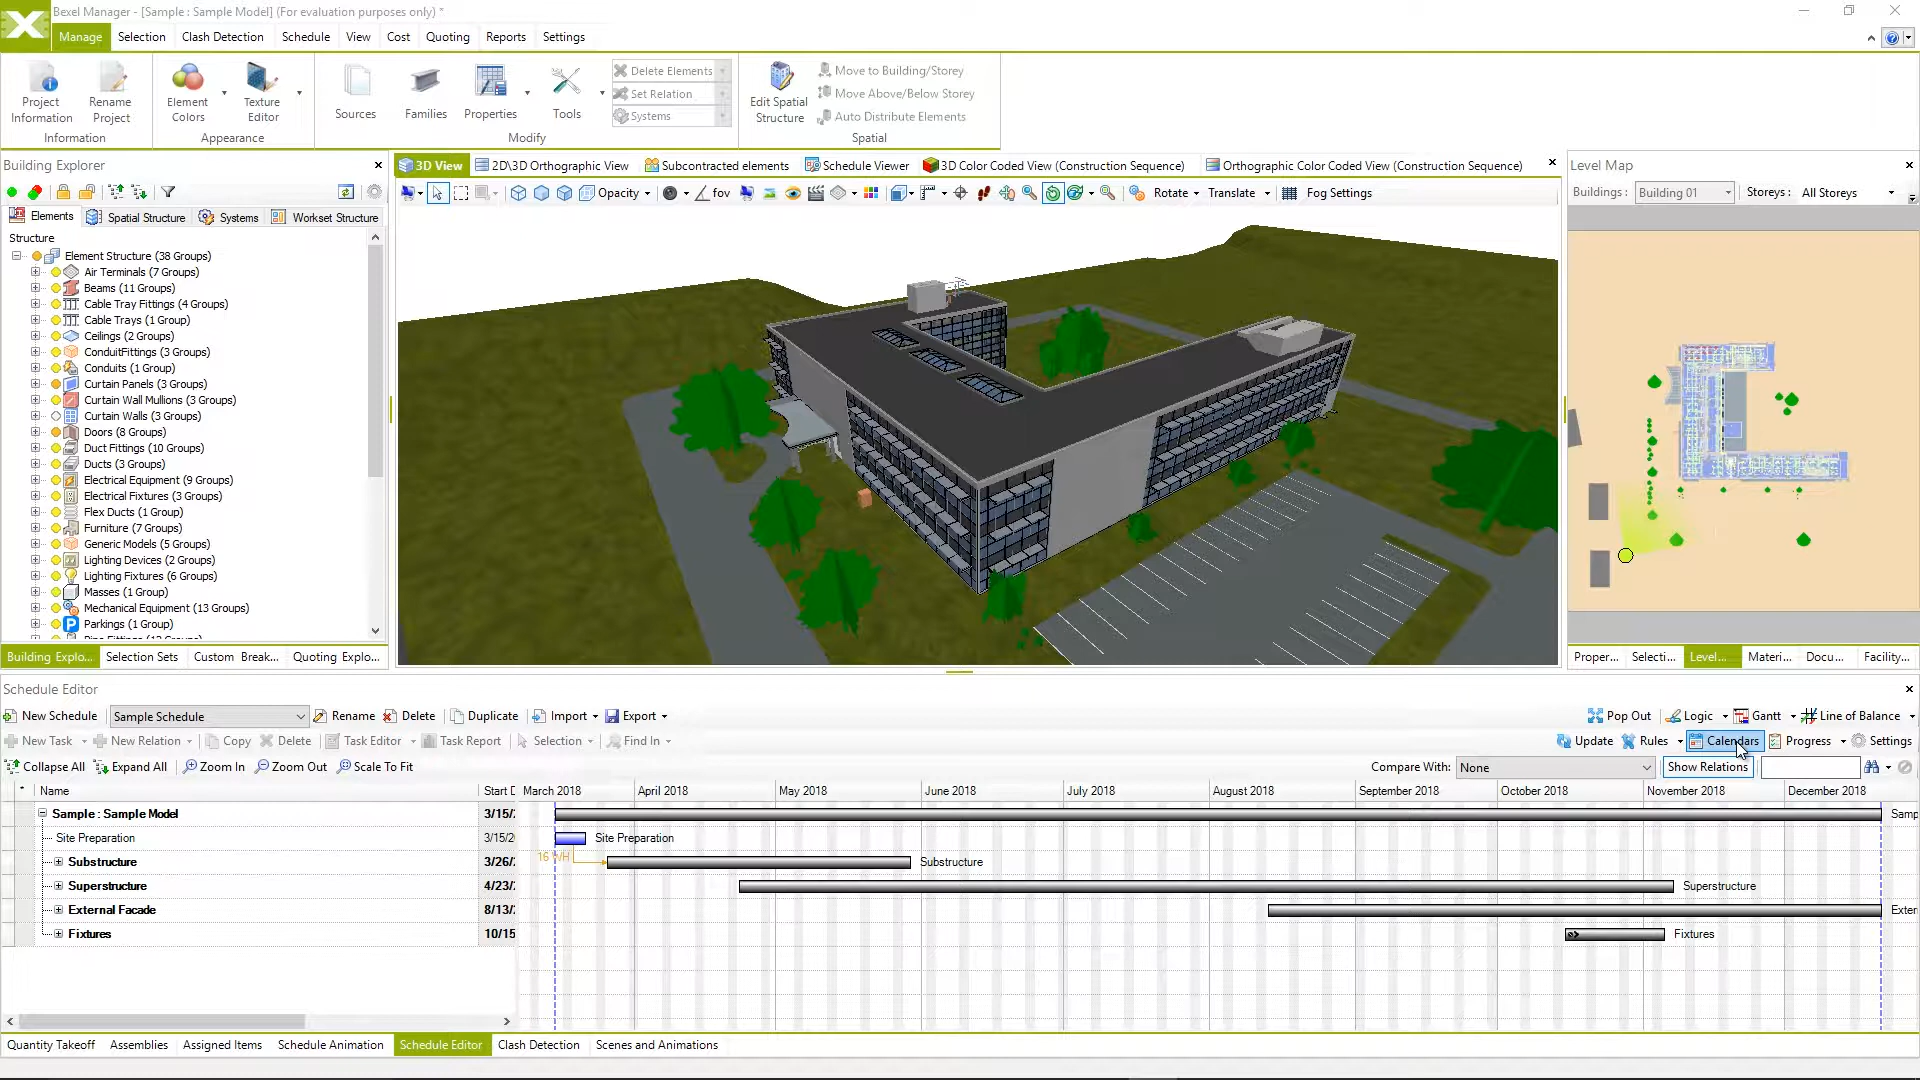 Bexel Manager - [Sample : Sample Model] (For evaluation purposes only) *
Manage Selection Clash Detection Schedule View Cost Quoting Reports Settings
Project Information
Rename Project
Element Colors
Texture Editor
Sources
Families
Properties
Tools
Delete Elements
Set Relation
Systems
Edit Spatial Structure
Move to Building/Storey
Move Above/Below Storey
Auto Distribute Elements
Information Appearance Modify Spatial
Building Explorer
Elements Spatial Structure Systems Workset Structure
Structure
Element Structure (38 Groups)
Air Terminals (7 Groups)
Beams (11 Groups)
Cable Tray Fittings (4 Groups)
Cable Trays (1 Group)
Ceilings (2 Groups)
ConduitFittings (3 Groups)
Conduits (1 Group)
Curtain Panels (3 Groups)
Curtain Wall Mullions (3 Groups)
Curtain Walls (3 Groups)
Doors (8 Groups)
Duct Fittings (10 Groups)
Ducts (3 Groups)
Electrical Equipment (9 Groups)
Electrical Fixtures (3 Groups)
Flex Ducts (1 Group)
Furniture (7 Groups)
Generic Models (5 Groups)
Lighting Devices (2 Groups)
Lighting Fixtures (6 Groups)
Masses (1 Group)
Mechanical Equipment (13 Groups)
Parkings (1 Group)
Building Explo... Selection Sets Custom Break... Quoting Explo...
3D View 2D\3D Orthographic View Subcontracted elements Schedule Viewer 3D Color Coded View (Construction Sequence) Orthographic Color Coded View (Construction Sequence)
Opacity fov Rotate Translate Fog Settings
Level Map
Buildings : Building 01 Storeys : All Storeys
Proper... Selecti... Level... Materi... Docu... Facility...
Schedule Editor
New Schedule Sample Schedule Rename Delete Duplicate Import Export Pop Out Logic Gantt Line of Balance
New Task New Relation Copy Delete Task Editor Task Report Selection Find In Update Rules Calendars Progress Settings
Collapse All Expand All Zoom In Zoom Out Scale To Fit Compare With: None Show Relations
Name Start D March 2018 April 2018 May 2018 June 2018 July 2018 August 2018 September 2018 October 2018 November 2018 December 2018
Sample : Sample Model 3/15/ Samp
Site Preparation 3/15/20 Site Preparation
16 WH
Substructure 3/26/ Substructure
Superstructure 4/23/ Superstructure
External Facade 8/13/ Exter
Fixtures 10/15 Fixtures
Quantity Takeoff Assemblies Assigned Items Schedule Animation Schedule Editor Clash Detection Scenes and Animations